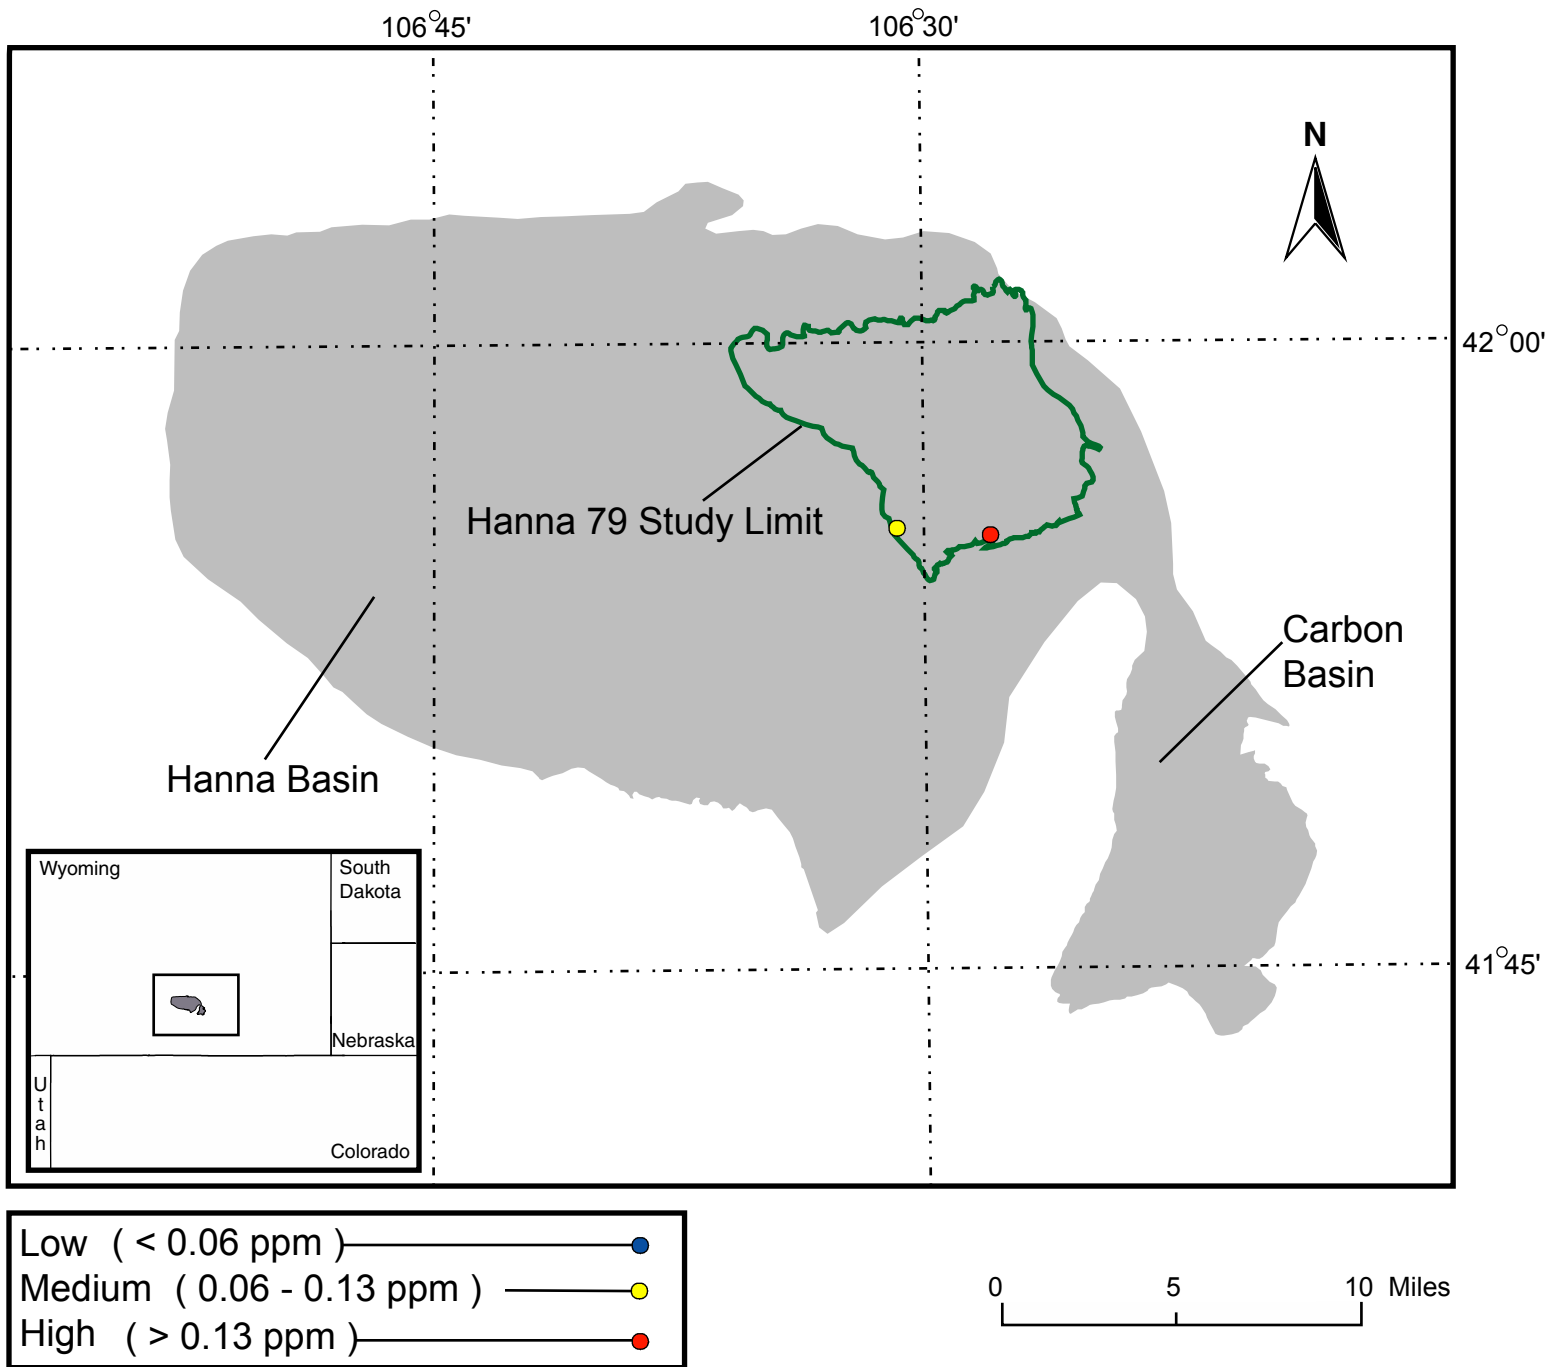 106°45'
106°30'
N
42°00'
Hanna 79 Study Limit
Carbon
Basin
Hanna Basin
Wyoming
South
Dakota
41°45'
Nebraska
Utah
Colorado
Low ( < 0.06 ppm )
Medium ( 0.06 - 0.13 ppm )
High ( > 0.13 ppm )
0 5 10 Miles